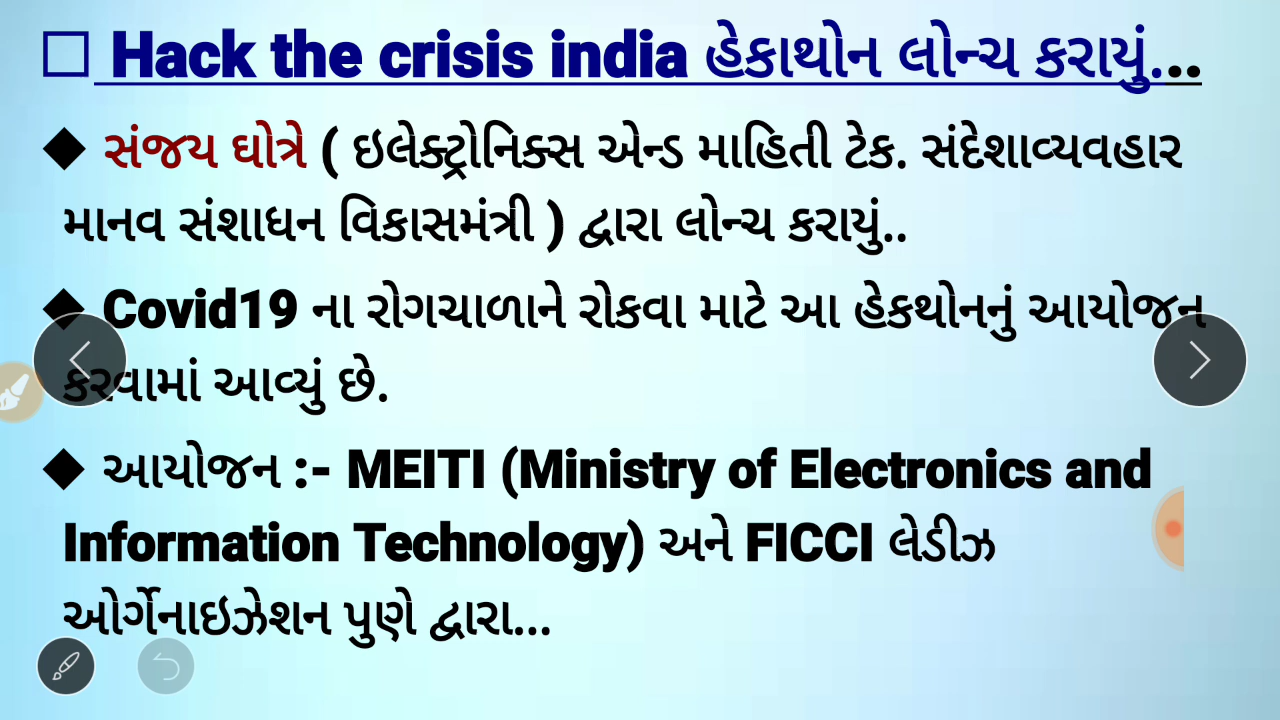 □ Hack the crisis india હેકાથોન લોન્ચ કરાયું...
◆ સંજય ઘોત્રે ( ઇલેક્ટ્રોનિક્સ એન્ડ માહિતી ટેક. સંદેશાવ્યવહાર
માનવ સંશાધન વિકાસમંત્રી ) દ્વારા લોન્ચ કરાયું..
◆ Covid19 ના રોગચાળાને રોકવા માટે આ હેકથોનનું આયોજન
કરવામાં આવ્યું છે.
◆ આયોજન :- MEITI (Ministry of Electronics and
Information Technology) અને FICCI લેડીઝ
ઓર્ગેનાઇઝેશન પુણે દ્વારા...